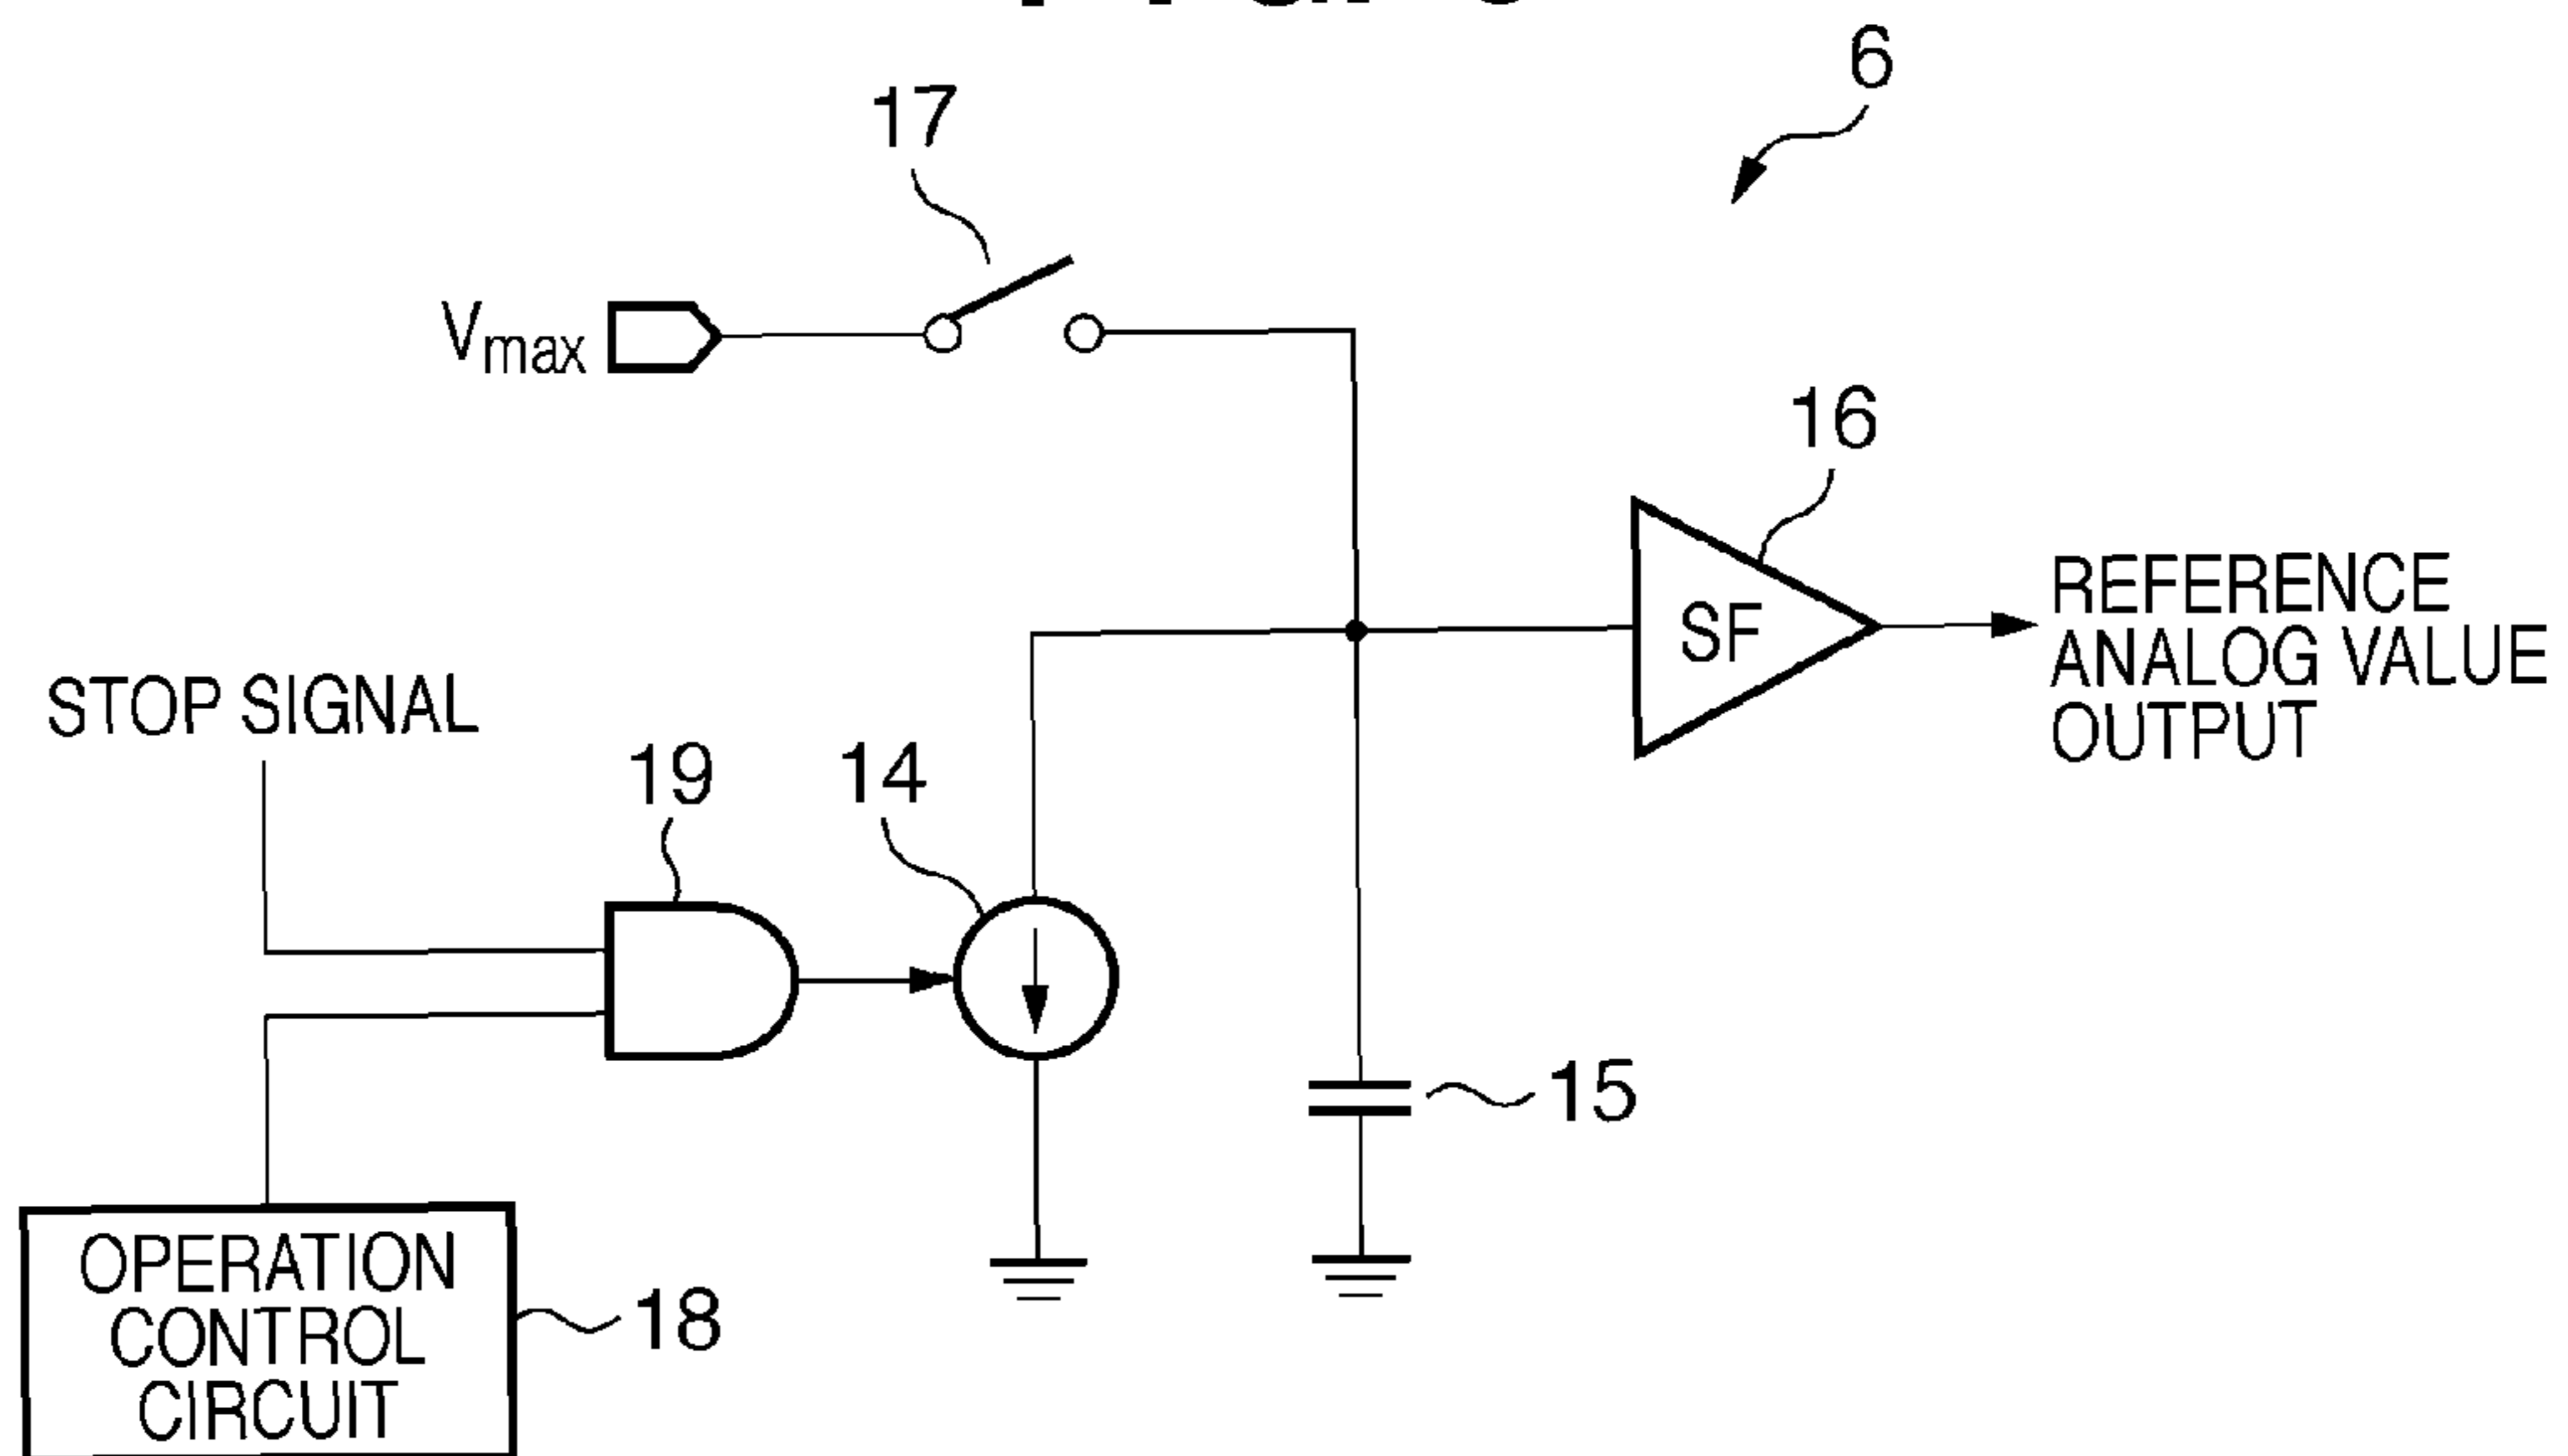 6
17
Vmax
16
SF
REFERENCE
ANALOG VALUE
OUTPUT
STOP SIGNAL
19
14
15
OPERATION
CONTROL
CIRCUIT
18